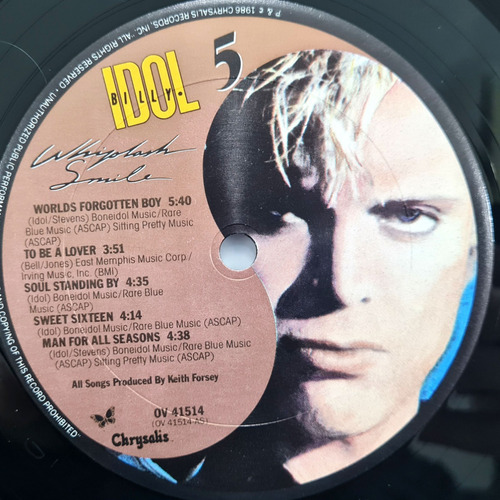 IDOL
BILLY.
5
Whiplash
Smile
WORLDS FORGOTTEN BOY 5:40
(Idol/Stevens) Boneidol Music/Rare
Blue Music (ASCAP) Sitting Pretty Music
(ASCAP)
TO BE A LOVER 3:51
(Bell/Jones) East Memphis Music Corp/
Irving Music, Inc. (BMI)
SOUL STANDING BY 4:35
(Idol) Boneidol Music/Rare Blue
Music (ASCAP)
SWEET SIXTEEN 4:14
(Idol) Boneidol Music/Rare Blue Music (ASCAP)
MAN FOR ALL SEASONS 4:38
(Idol/Stevens) Boneidol Music/Rare Blue Music
(ASCAP) Sitting Pretty Music (ASCAP)
All Songs Produced By Keith Forsey
OV 41514
(OV 41514 AS)
Chrysalis
AND COPYING OF THIS RECORD PROHIBITED"
P & © 1986 CHRYSALIS RECORDS, INC. "ALL RIGHTS RESERVED - UNAUTHORIZED PUBLIC